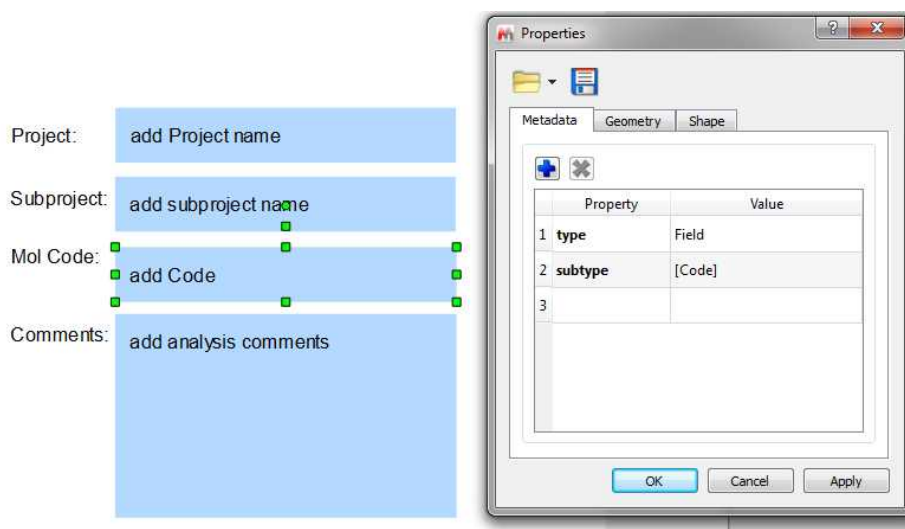 Project:
add Project name
Subproject:
add subproject name
Mol Code:
add Code
Comments:
add analysis comments
Properties
Metadata Geometry Shape
Property Value
1 type Field
2 subtype [Code]
3
OK Cancel Apply